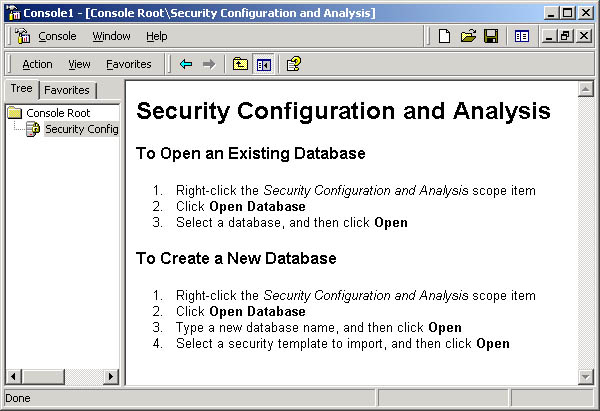 Console1 - [Console Root\Security Configuration and Analysis]
Console Window Help
Action View Favorites
Tree Favorites
Console Root
Security Config
Security Configuration and Analysis
To Open an Existing Database
1. Right-click the Security Configuration and Analysis scope item
2. Click Open Database
3. Select a database, and then click Open
To Create a New Database
1. Right-click the Security Configuration and Analysis scope item
2. Click Open Database
3. Type a new database name, and then click Open
4. Select a security template to import, and then click Open
Done